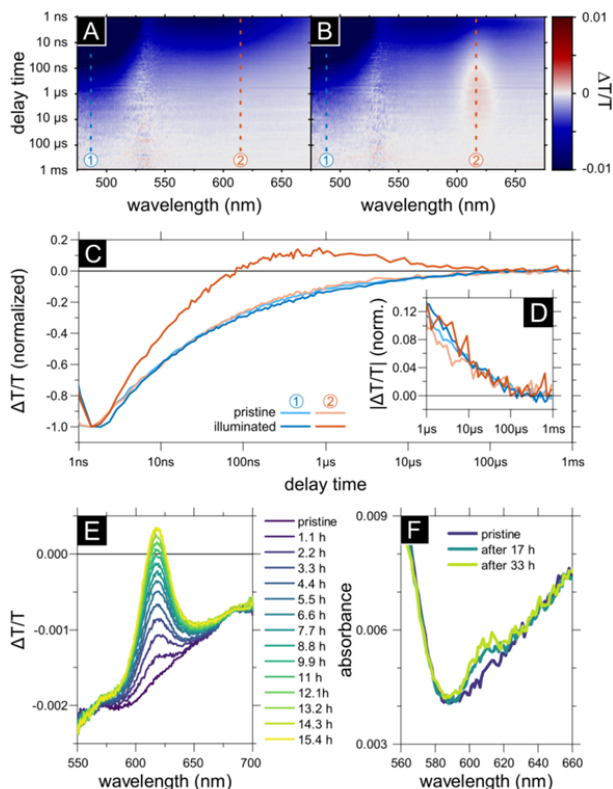 A
B
1 ns
10 ns
100 ns
1 µs
10 µs
100 µs
1 ms
delay time
①
②
①
②
500
550
600
650
500
550
600
650
wavelength (nm)
wavelength (nm)
0.01
0
-0.01
ΔT/T
C
0.2
0.0
-0.2
-0.4
-0.6
-0.8
-1.0
ΔT/T (normalized)
1ns
10ns
100ns
1µs
10µs
100µs
1ms
delay time
① ②
pristine
illuminated
D
0.12
0.08
0.04
0.00
|ΔT/T| (norm.)
1µs
10µs
100µs
1ms
E
0.000
-0.001
-0.002
ΔT/T
550
600
650
700
wavelength (nm)
pristine
1.1 h
2.2 h
3.3 h
4.4 h
5.5 h
6.6 h
7.7 h
8.8 h
9.9 h
11 h
12.1h
13.2 h
14.3 h
15.4 h
F
0.009
0.006
0.003
absorbance
pristine
after 17 h
after 33 h
560
580
600
620
640
660
wavelength (nm)